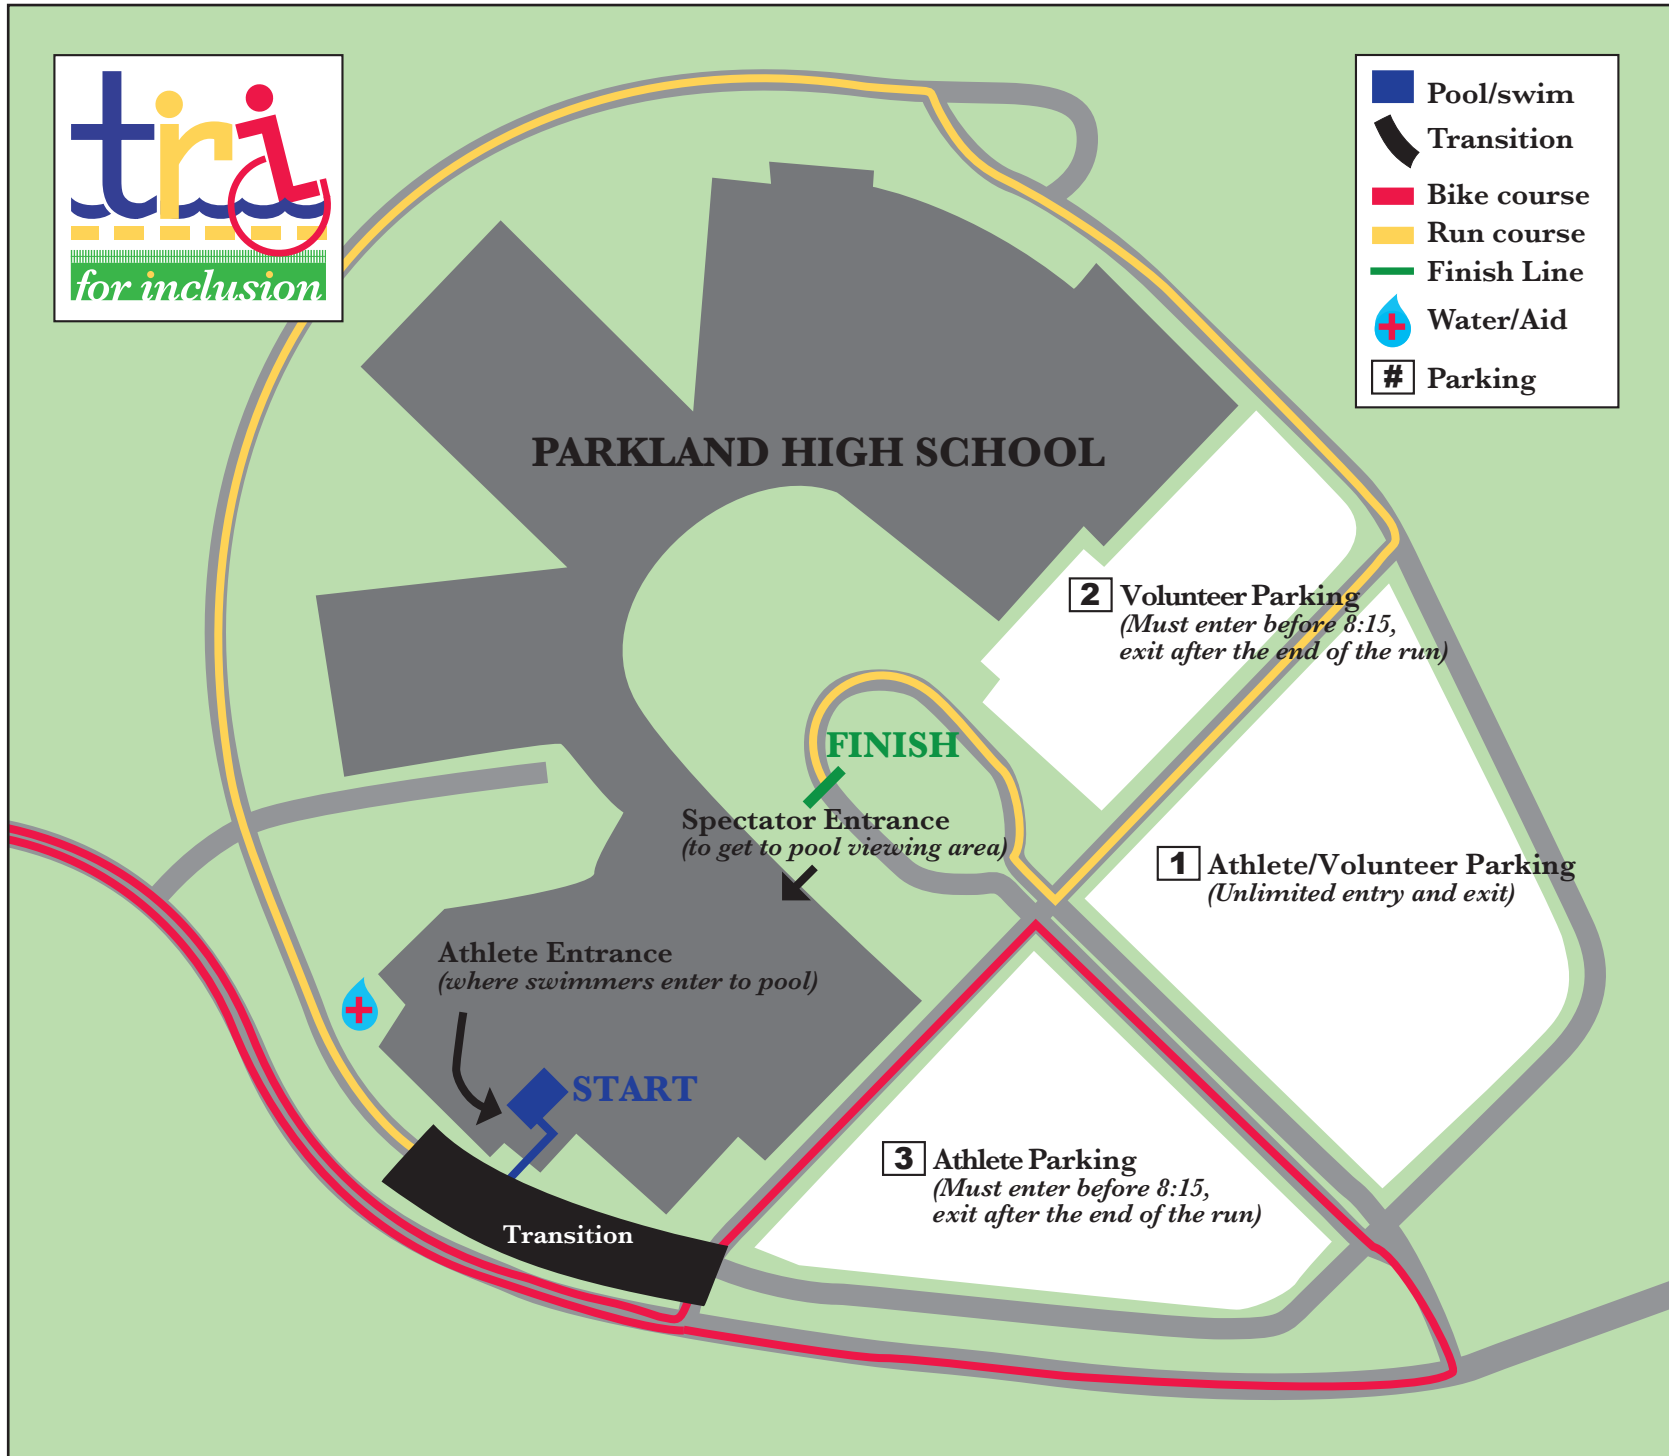 tri
for inclusion
Pool/swim
Transition
Bike course
Run course
Finish Line
Water/Aid
# Parking
PARKLAND HIGH SCHOOL
2 Volunteer Parking
(Must enter before 8:15,
exit after the end of the run)
FINISH
Spectator Entrance
(to get to pool viewing area)
1 Athlete/Volunteer Parking
(Unlimited entry and exit)
Athlete Entrance
(where swimmers enter to pool)
START
3 Athlete Parking
(Must enter before 8:15,
exit after the end of the run)
Transition